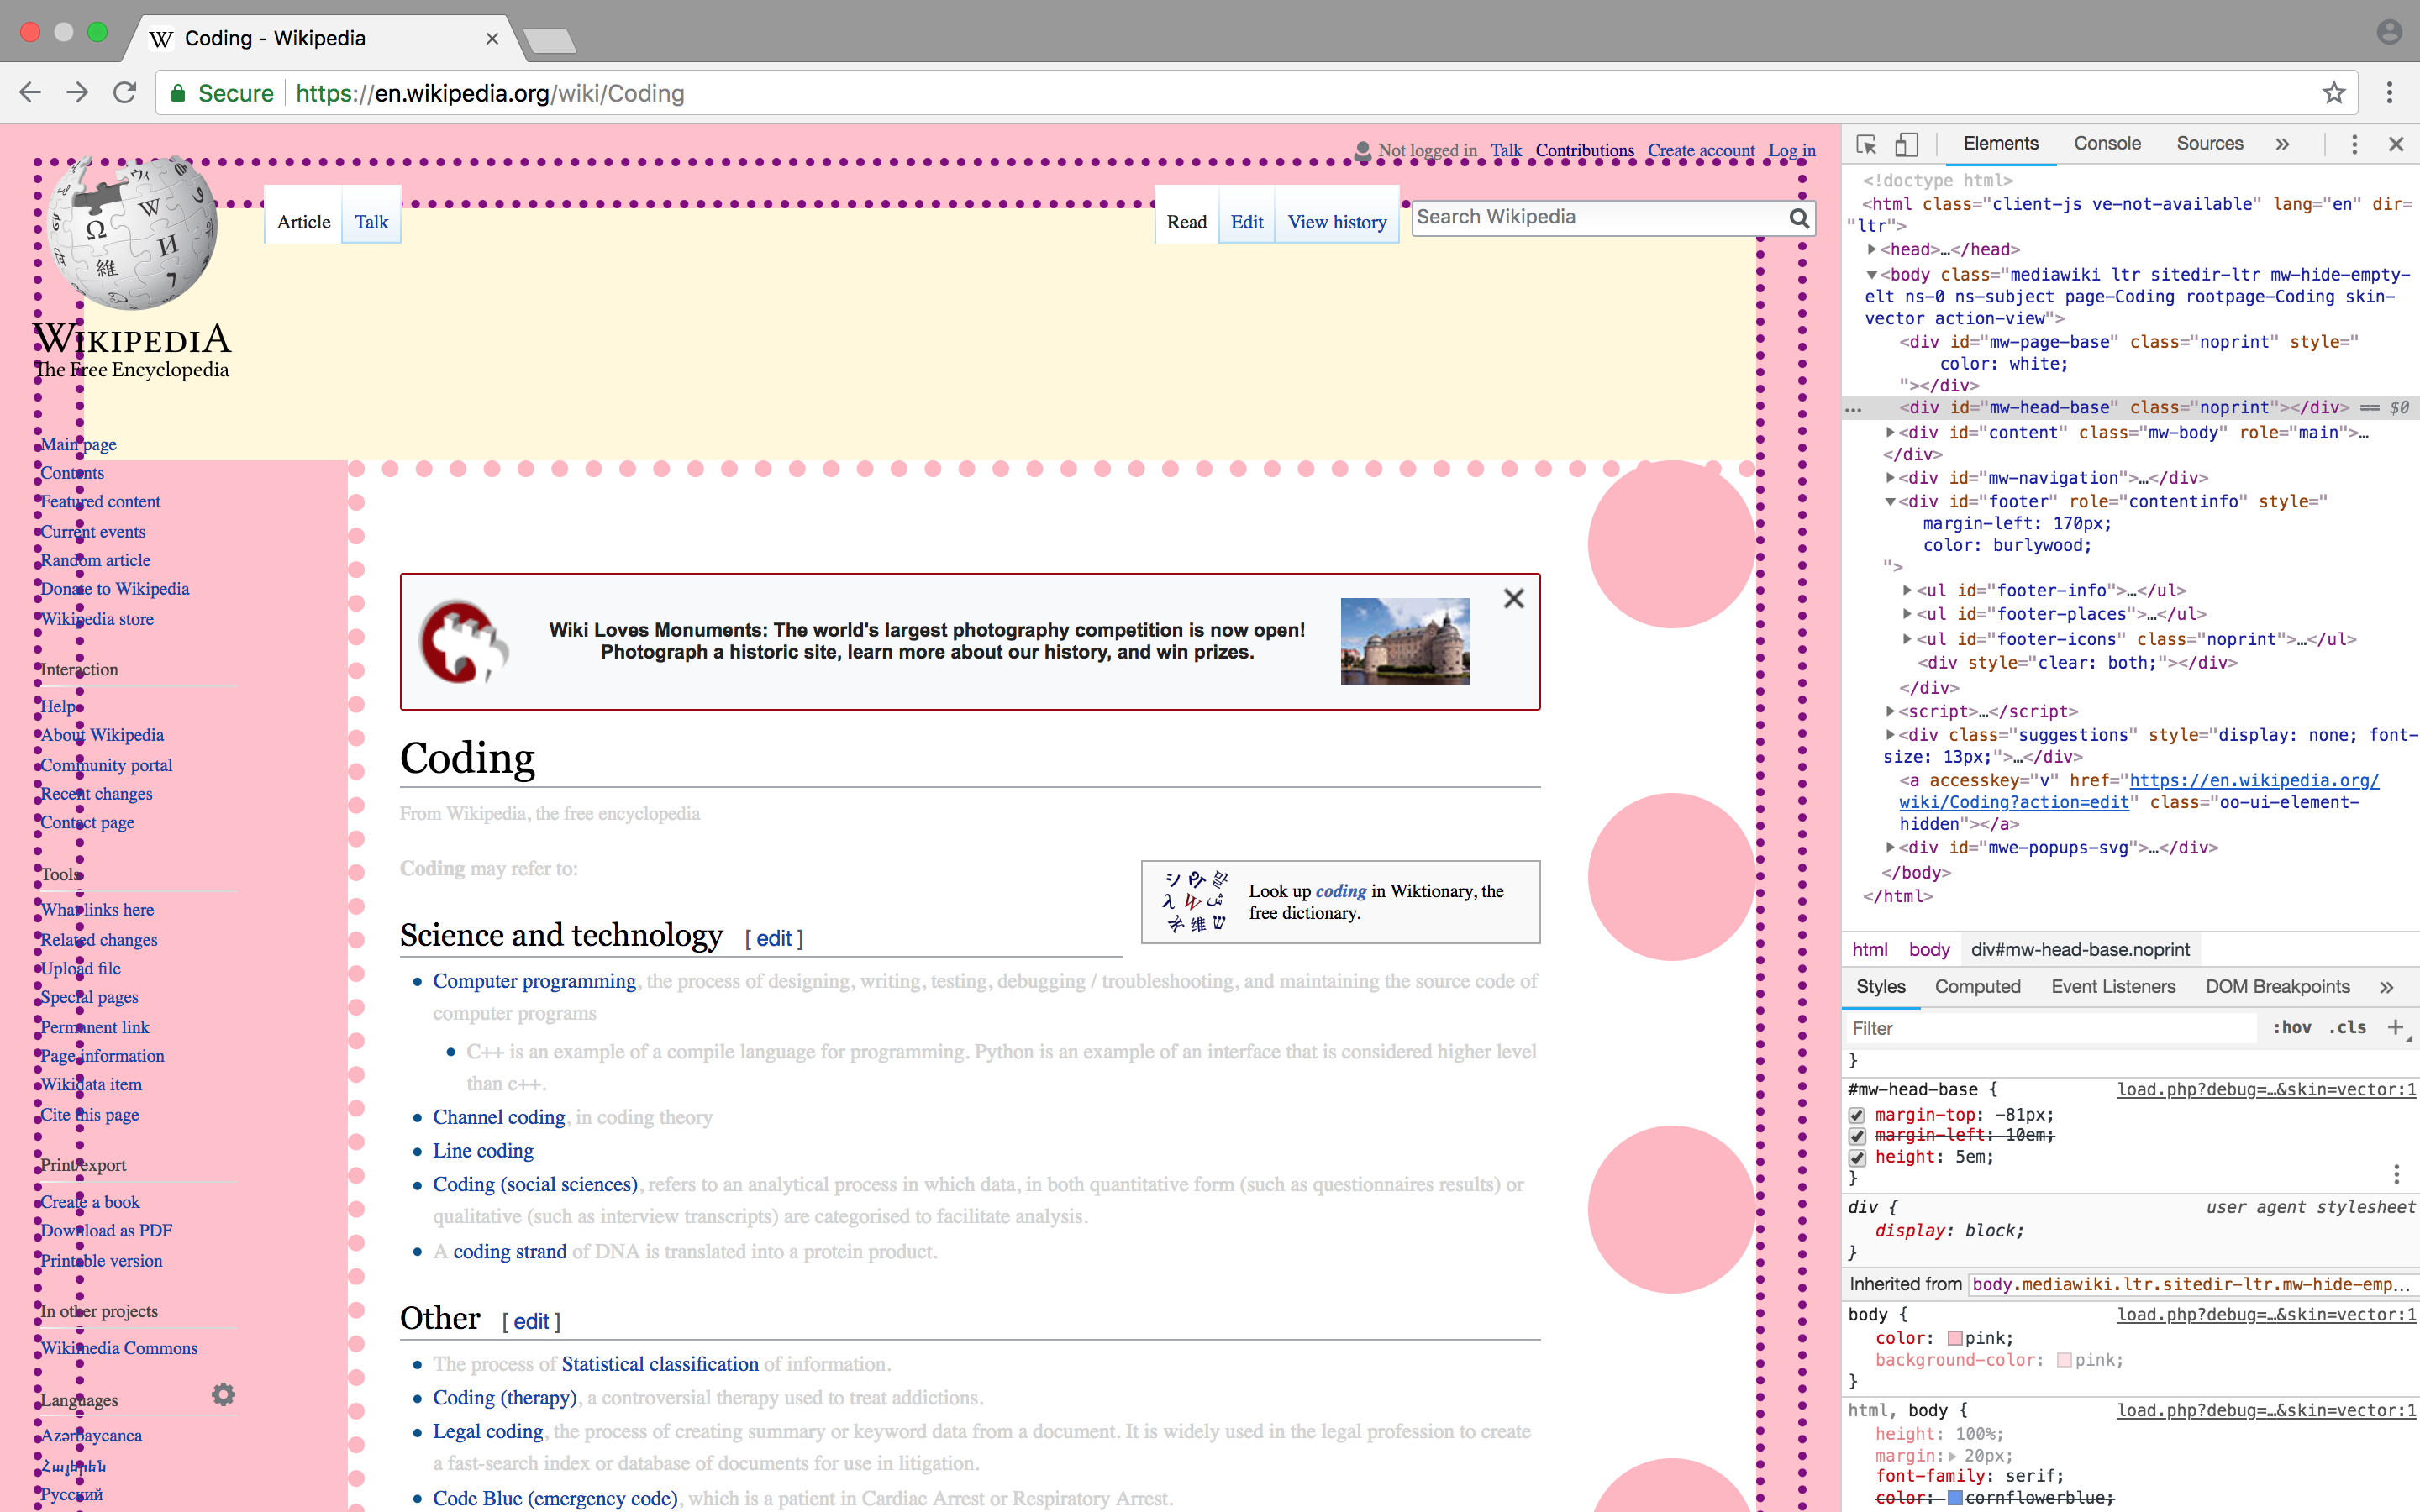 Coding - Wikipedia
Secure https://en.wikipedia.org/wiki/Coding
Not logged in Talk Contributions Create account Log in
Article Talk
Read Edit View history Search Wikipedia
WIKIPEDIA
The Free Encyclopedia
Main page
Contents
Featured content
Current events
Random article
Donate to Wikipedia
Wikipedia store
Interaction
Help
About Wikipedia
Community portal
Recent changes
Contact page
Tools
What links here
Related changes
Upload file
Special pages
Permanent link
Page information
Wikidata item
Cite this page
Print/export
Create a book
Download as PDF
Printable version
In other projects
Wikimedia Commons
Languages
Azərbaycanca
Հայերեն
Русский
Wiki Loves Monuments: The world's largest photography competition is now open!
Photograph a historic site, learn more about our history, and win prizes.
Coding
From Wikipedia, the free encyclopedia
Coding may refer to:
Look up coding in Wiktionary, the
free dictionary.
Science and technology [ edit ]
Computer programming, the process of designing, writing, testing, debugging / troubleshooting, and maintaining the source code of
computer programs
C++ is an example of a compile language for programming. Python is an example of an interface that is considered higher level
than c++.
Channel coding, in coding theory
Line coding
Coding (social sciences), refers to an analytical process in which data, in both quantitative form (such as questionnaires results) or
qualitative (such as interview transcripts) are categorised to facilitate analysis.
A coding strand of DNA is translated into a protein product.
Other [ edit ]
The process of Statistical classification of information.
Coding (therapy), a controversial therapy used to treat addictions.
Legal coding, the process of creating summary or keyword data from a document. It is widely used in the legal profession to create
a fast-search index or database of documents for use in litigation.
Code Blue (emergency code), which is a patient in Cardiac Arrest or Respiratory Arrest.
Elements Console Sources »
<!doctype html>
<html class="client-js ve-not-available" lang="en" dir=
"ltr">
<head>…</head>
<body class="mediawiki ltr sitedir-ltr mw-hide-empty-
elt ns-0 ns-subject page-Coding rootpage-Coding skin-
vector action-view">
<div id="mw-page-base" class="noprint" style="
color: white;
"></div>
… <div id="mw-head-base" class="noprint"></div> == $0
<div id="content" class="mw-body" role="main">…
</div>
<div id="mw-navigation">…</div>
<div id="footer" role="contentinfo" style="
margin-left: 170px;
color: burlywood;
">
<ul id="footer-info">…</ul>
<ul id="footer-places">…</ul>
<ul id="footer-icons" class="noprint">…</ul>
<div style="clear: both;"></div>
</div>
<script>…</script>
<div class="suggestions" style="display: none; font-
size: 13px;">…</div>
<a accesskey="v" href="https://en.wikipedia.org/
wiki/Coding?action=edit" class="oo-ui-element-
hidden"></a>
<div id="mwe-popups-svg">…</div>
</body>
</html>
html body div#mw-head-base.noprint
Styles Computed Event Listeners DOM Breakpoints »
Filter :hov .cls +
}
#mw-head-base { load.php?debug=…&skin=vector:1
margin-top: -81px;
margin-left: 10em;
height: 5em;
}
div { user agent stylesheet
display: block;
}
Inherited from body.mediawiki.ltr.sitedir-ltr.mw-hide-emp…
body { load.php?debug=…&skin=vector:1
color: pink;
background-color: pink;
}
html, body { load.php?debug=…&skin=vector:1
height: 100%;
margin: 20px;
font-family: serif;
color: cornflowerblue;